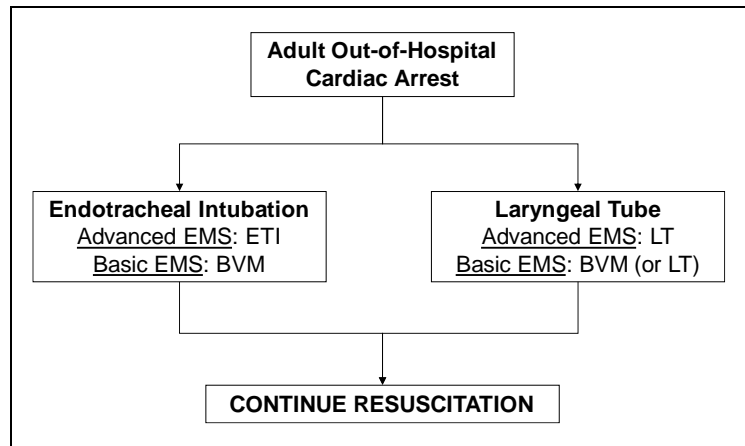 Adult Out-of-Hospital
Cardiac Arrest
Endotracheal Intubation
Advanced EMS: ETI
Basic EMS: BVM
Laryngeal Tube
Advanced EMS: LT
Basic EMS: BVM (or LT)
CONTINUE RESUSCITATION